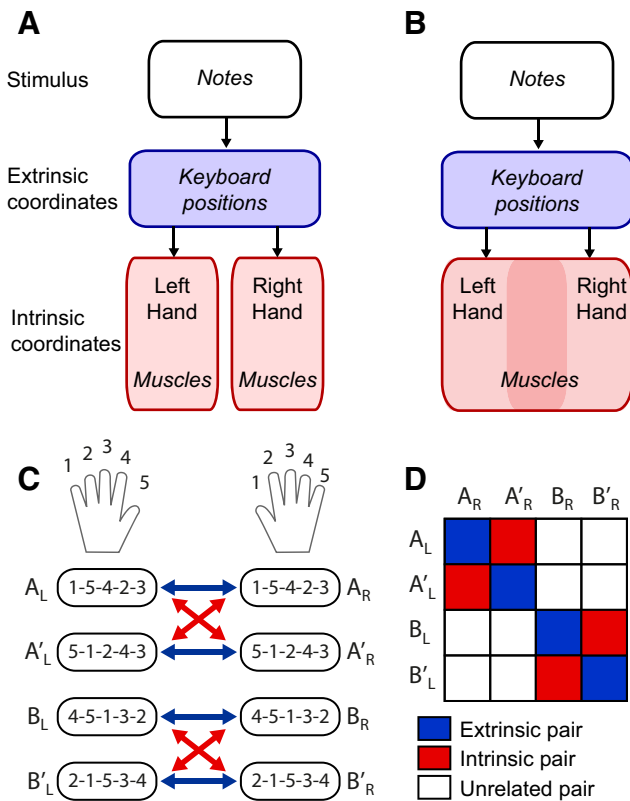 A
B
Stimulus
Notes
Notes
Extrinsic
coordinates
Keyboard
positions
Keyboard
positions
Intrinsic
coordinates
Left
Hand
Right
Hand
Muscles
Muscles
Left
Hand
Right
Hand
Muscles
C
1 2 3 4 5
1 2 3 4 5
A_L 1-5-4-2-3 1-5-4-2-3 A_R
A'_L 5-1-2-4-3 5-1-2-4-3 A'_R
B_L 4-5-1-3-2 4-5-1-3-2 B_R
B'_L 2-1-5-3-4 2-1-5-3-4 B'_R
D
A_R A'_R B_R B'_R
A_L
A'_L
B_L
B'_L
Extrinsic pair
Intrinsic pair
Unrelated pair